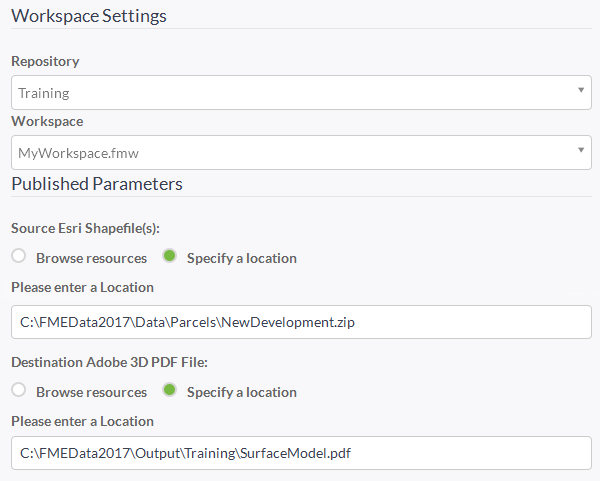 Workspace Settings
Repository
Training
Workspace
MyWorkspace.fmw
Published Parameters
Source Esri Shapefile(s):
Browse resources Specify a location
Please enter a Location
C:\FMEData2017\Data\Parcels\NewDevelopment.zip
Destination Adobe 3D PDF File:
Browse resources Specify a location
Please enter a Location
C:\FMEData2017\Output\Training\SurfaceModel.pdf